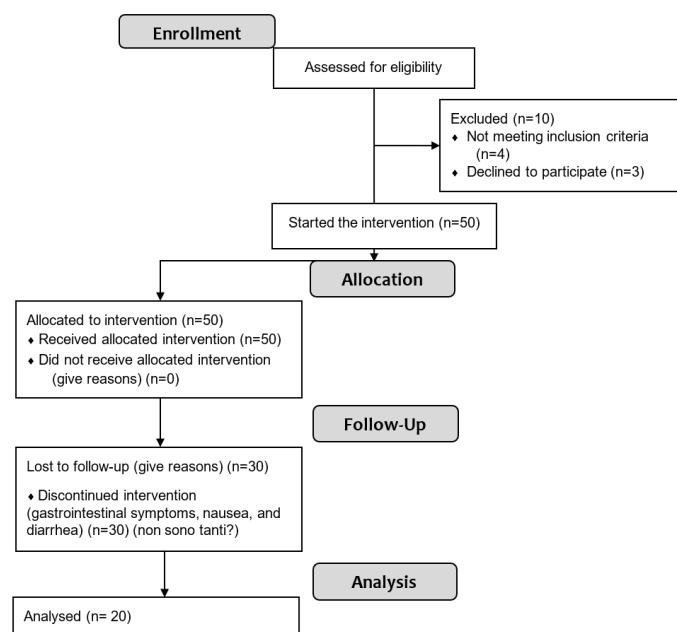 Enrollment
Assessed for eligibility
Excluded (n=10)
♦ Not meeting inclusion criteria
(n=4)
♦ Declined to participate (n=3)
Started the intervention (n=50)
Allocation
Allocated to intervention (n=50)
♦ Received allocated intervention (n=50)
♦ Did not receive allocated intervention
(give reasons) (n=0)
Follow-Up
Lost to follow-up (give reasons) (n=30)
♦ Discontinued intervention
(gastrointestinal symptoms, nausea, and
diarrhea) (n=30) (non sono tanti?)
Analysis
Analysed (n= 20)